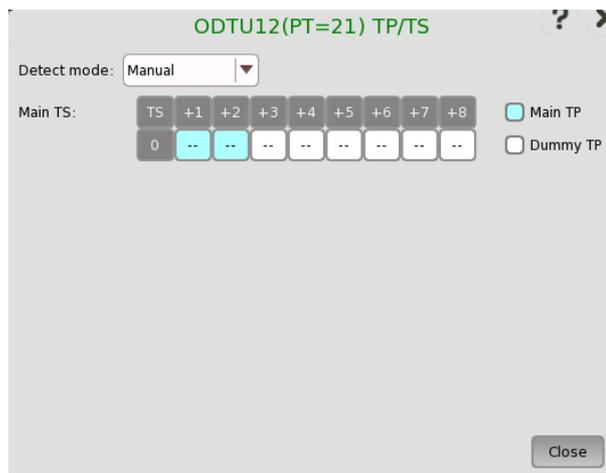 ?
ODTU12(PT=21) TP/TS
Detect mode: Manual
Main TS: TS +1 +2 +3 +4 +5 +6 +7 +8 Main TP
0 -- -- -- -- -- -- -- -- Dummy TP
Close